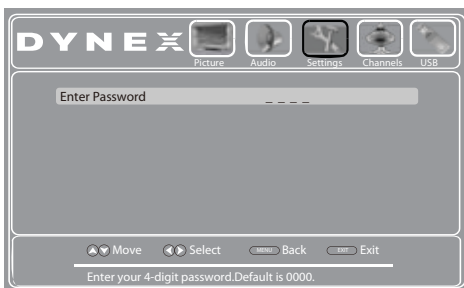 DYNEX
Picture Audio Settings Channels USB
Enter Password _ _ _ _
Move Select MENU Back EXIT Exit
Enter your 4-digit password.Default is 0000.